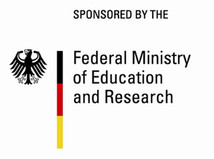 SPONSORED BY THE
Federal Ministry
of Education
and Research